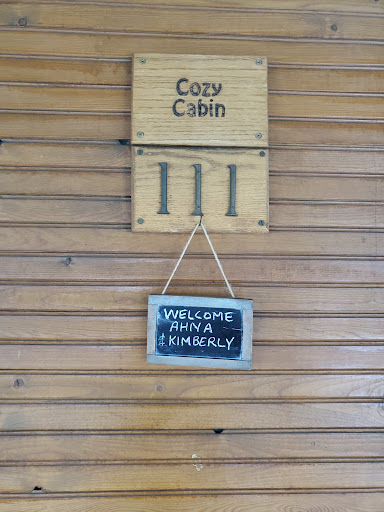 Cozy
Cabin
111
WELCOME
AHNA
& KIMBERLY